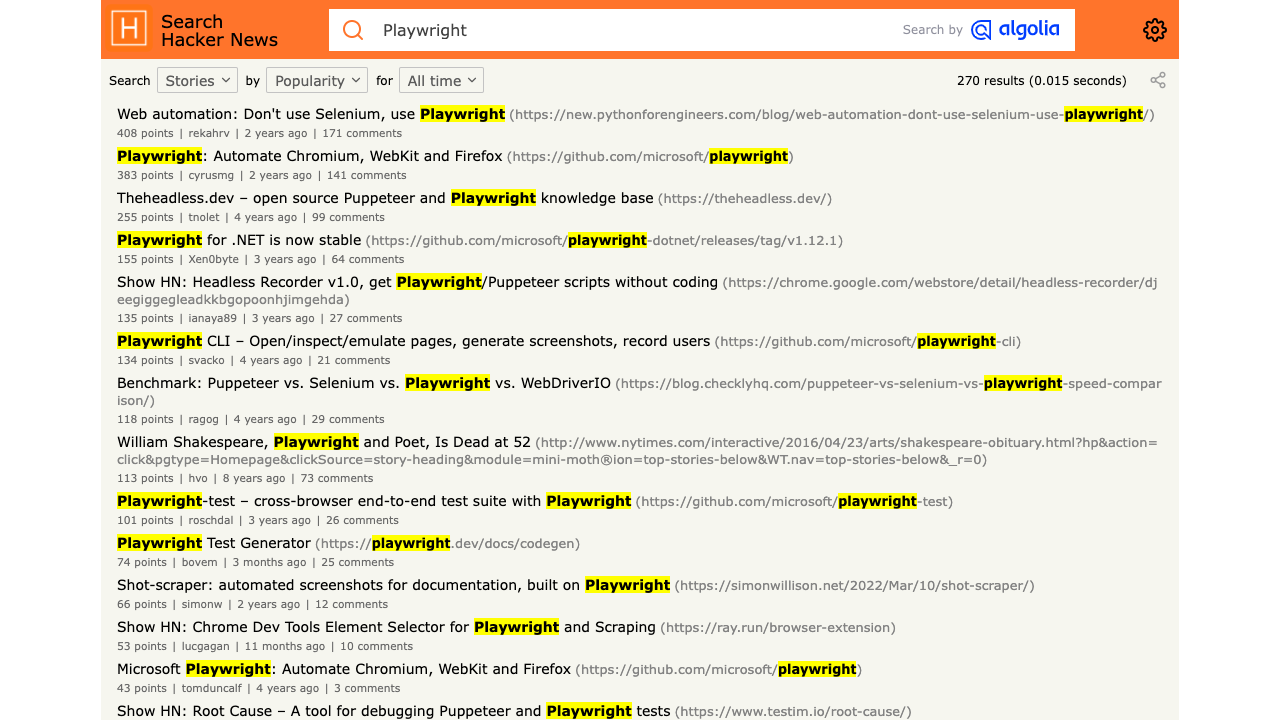 H
Search
Hacker News
Playwright
Search by algolia
Search Stories by Popularity for All time 270 results (0.015 seconds)
Web automation: Don't use Selenium, use Playwright (https://new.pythonforengineers.com/blog/web-automation-dont-use-selenium-use-playwright/)
408 points | rekahrv | 2 years ago | 171 comments
Playwright: Automate Chromium, WebKit and Firefox (https://github.com/microsoft/playwright)
383 points | cyrusmg | 2 years ago | 141 comments
Theheadless.dev – open source Puppeteer and Playwright knowledge base (https://theheadless.dev/)
255 points | tnolet | 4 years ago | 99 comments
Playwright for .NET is now stable (https://github.com/microsoft/playwright-dotnet/releases/tag/v1.12.1)
155 points | Xen0byte | 3 years ago | 64 comments
Show HN: Headless Recorder v1.0, get Playwright/Puppeteer scripts without coding (https://chrome.google.com/webstore/detail/headless-recorder/dj
eegiggegleadkkbgopoonhjimgehda)
135 points | ianaya89 | 3 years ago | 27 comments
Playwright CLI – Open/inspect/emulate pages, generate screenshots, record users (https://github.com/microsoft/playwright-cli)
134 points | svacko | 4 years ago | 21 comments
Benchmark: Puppeteer vs. Selenium vs. Playwright vs. WebDriverIO (https://blog.checklyhq.com/puppeteer-vs-selenium-vs-playwright-speed-compar
ison/)
118 points | ragog | 4 years ago | 29 comments
William Shakespeare, Playwright and Poet, Is Dead at 52 (http://www.nytimes.com/interactive/2016/04/23/arts/shakespeare-obituary.html?hp&action=
click&pgtype=Homepage&clickSource=story-heading&module=mini-moth®ion=top-stories-below&WT.nav=top-stories-below&_r=0)
113 points | hvo | 8 years ago | 73 comments
Playwright-test – cross-browser end-to-end test suite with Playwright (https://github.com/microsoft/playwright-test)
101 points | roschdal | 3 years ago | 26 comments
Playwright Test Generator (https://playwright.dev/docs/codegen)
74 points | bovem | 3 months ago | 25 comments
Shot-scraper: automated screenshots for documentation, built on Playwright (https://simonwillison.net/2022/Mar/10/shot-scraper/)
66 points | simonw | 2 years ago | 12 comments
Show HN: Chrome Dev Tools Element Selector for Playwright and Scraping (https://ray.run/browser-extension)
53 points | lucgagan | 11 months ago | 10 comments
Microsoft Playwright: Automate Chromium, WebKit and Firefox (https://github.com/microsoft/playwright)
43 points | tomduncalf | 4 years ago | 3 comments
Show HN: Root Cause – A tool for debugging Puppeteer and Playwright tests (https://www.testim.io/root-cause/)